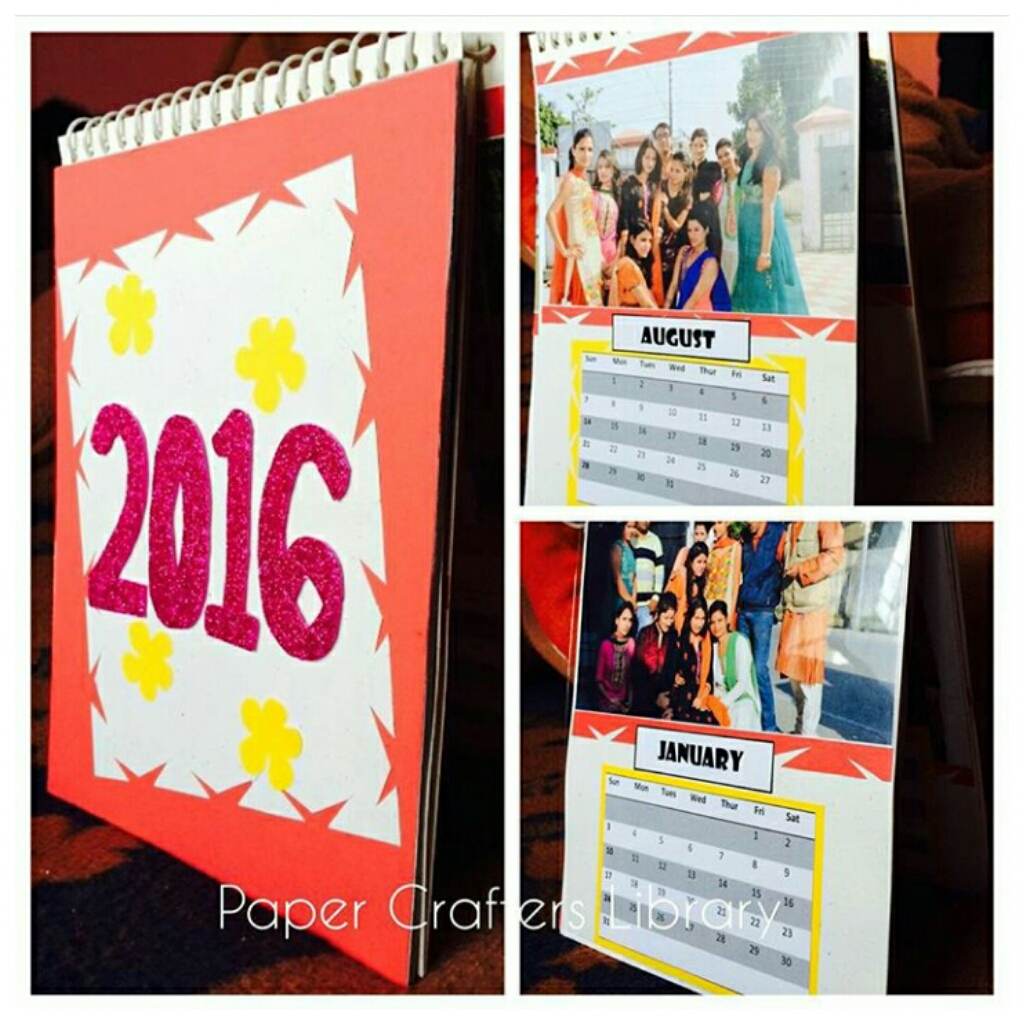 2016
AUGUST
Sun Mon Tues Wed Thur Fri Sat
1 2 3 4 5 6
7 8 9 10 11 12 13
14 15 16 17 18 19 20
21 22 23 24 25 26 27
28 29 30 31
JANUARY
Sun Mon Tues Wed Thur Fri Sat
1 2
3 4 5 6 7 8 9
10 11 12 13 14 15 16
17 18 19 21 22 23
24 25 26 28 29 30
31
Paper Crafters Library